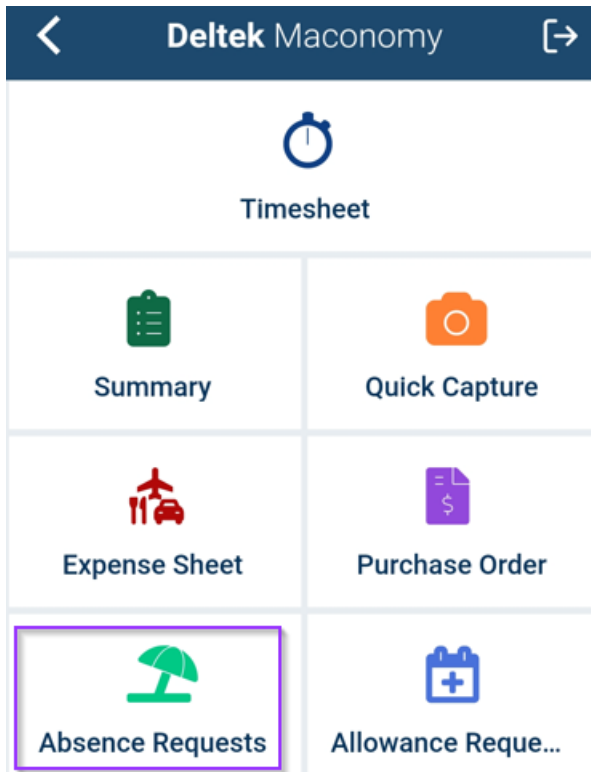 Deltek Maconomy
Timesheet
Summary
Quick Capture
$
Expense Sheet
Purchase Order
Absence Requests
Allowance Reque...